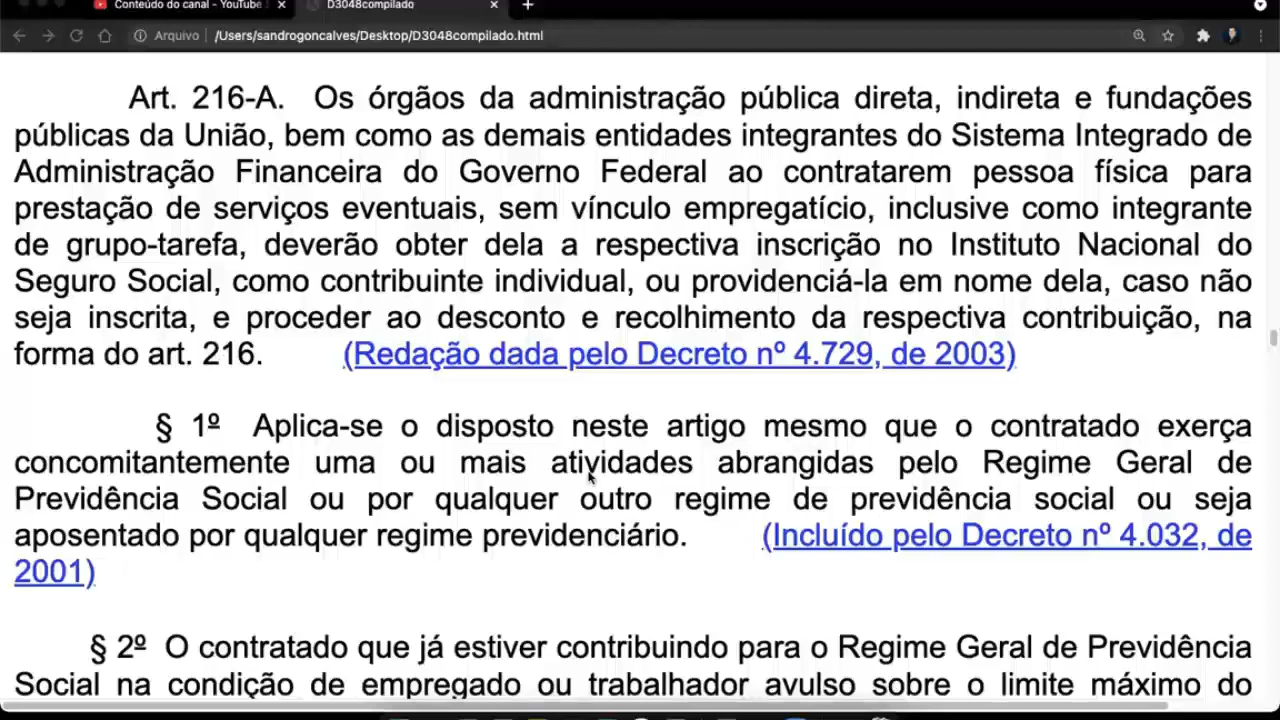 Conteúdo do canal - YouTube
D3048compilado
Arquivo /Users/sandrogoncalves/Desktop/D3048compilado.html
Art. 216-A. Os órgãos da administração pública direta, indireta e fundações
públicas da União, bem como as demais entidades integrantes do Sistema Integrado de
Administração Financeira do Governo Federal ao contratarem pessoa física para
prestação de serviços eventuais, sem vínculo empregatício, inclusive como integrante
de grupo-tarefa, deverão obter dela a respectiva inscrição no Instituto Nacional do
Seguro Social, como contribuinte individual, ou providenciá-la em nome dela, caso não
seja inscrita, e proceder ao desconto e recolhimento da respectiva contribuição, na
forma do art. 216. (Redação dada pelo Decreto nº 4.729, de 2003)
§ 1º Aplica-se o disposto neste artigo mesmo que o contratado exerça
concomitantemente uma ou mais atividades abrangidas pelo Regime Geral de
Previdência Social ou por qualquer outro regime de previdência social ou seja
aposentado por qualquer regime previdenciário. (Incluído pelo Decreto nº 4.032, de
2001)
§ 2º O contratado que já estiver contribuindo para o Regime Geral de Previdência
Social na condição de empregado ou trabalhador avulso sobre o limite máximo do